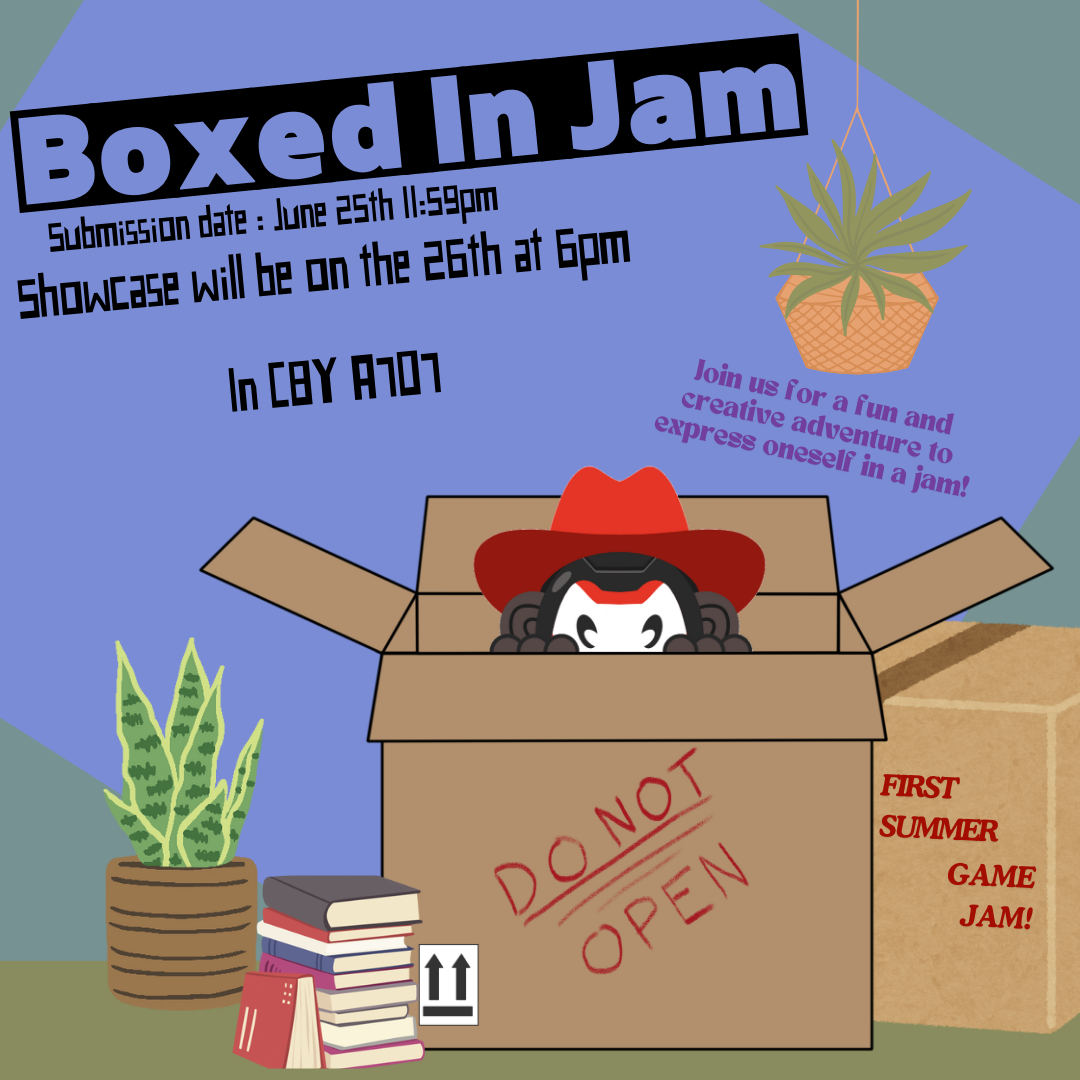 Boxed In Jam
Submission date : June 25th 11:59pm
Showcase will be on the 26th at 6pm
In CBY A707
Join us for a fun and
creative adventure to
express oneself in a jam!
DO NOT
OPEN
FIRST
SUMMER
GAME
JAM!